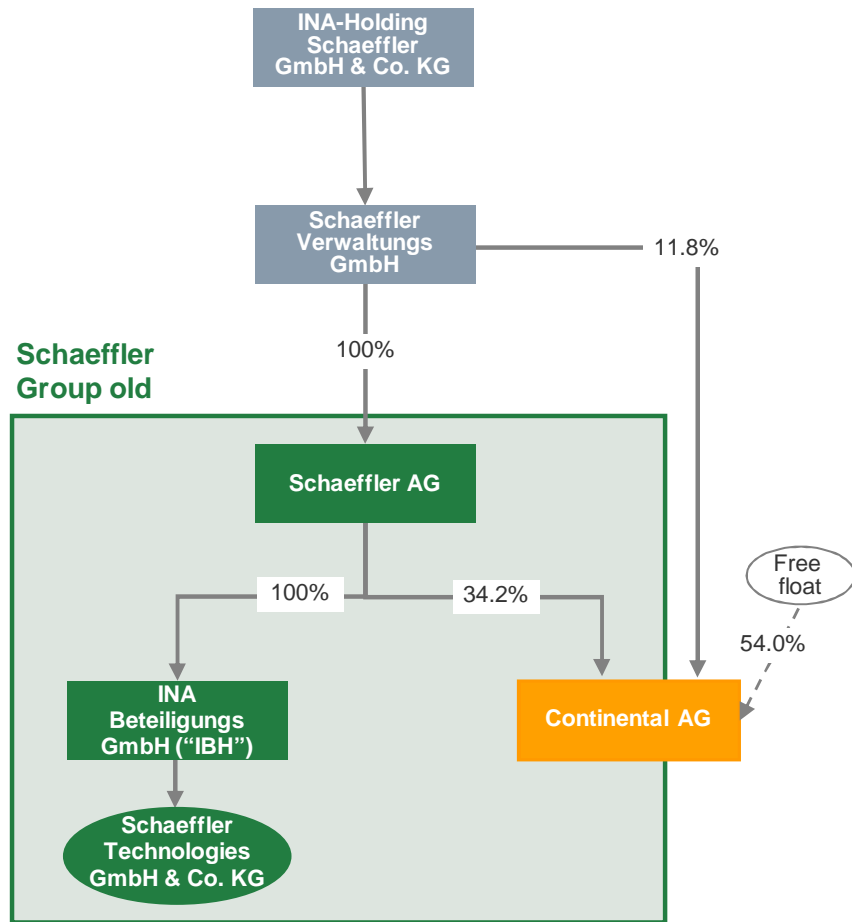 INA-Holding
Schaeffler
GmbH & Co. KG
Schaeffler
Verwaltungs
GmbH
11.8%
100%
Schaeffler
Group old
Schaeffler AG
Free
float
100%
34.2%
54.0%
INA
Beteiligungs
GmbH (“IBH”)
Continental AG
Schaeffler
Technologies
GmbH & Co. KG